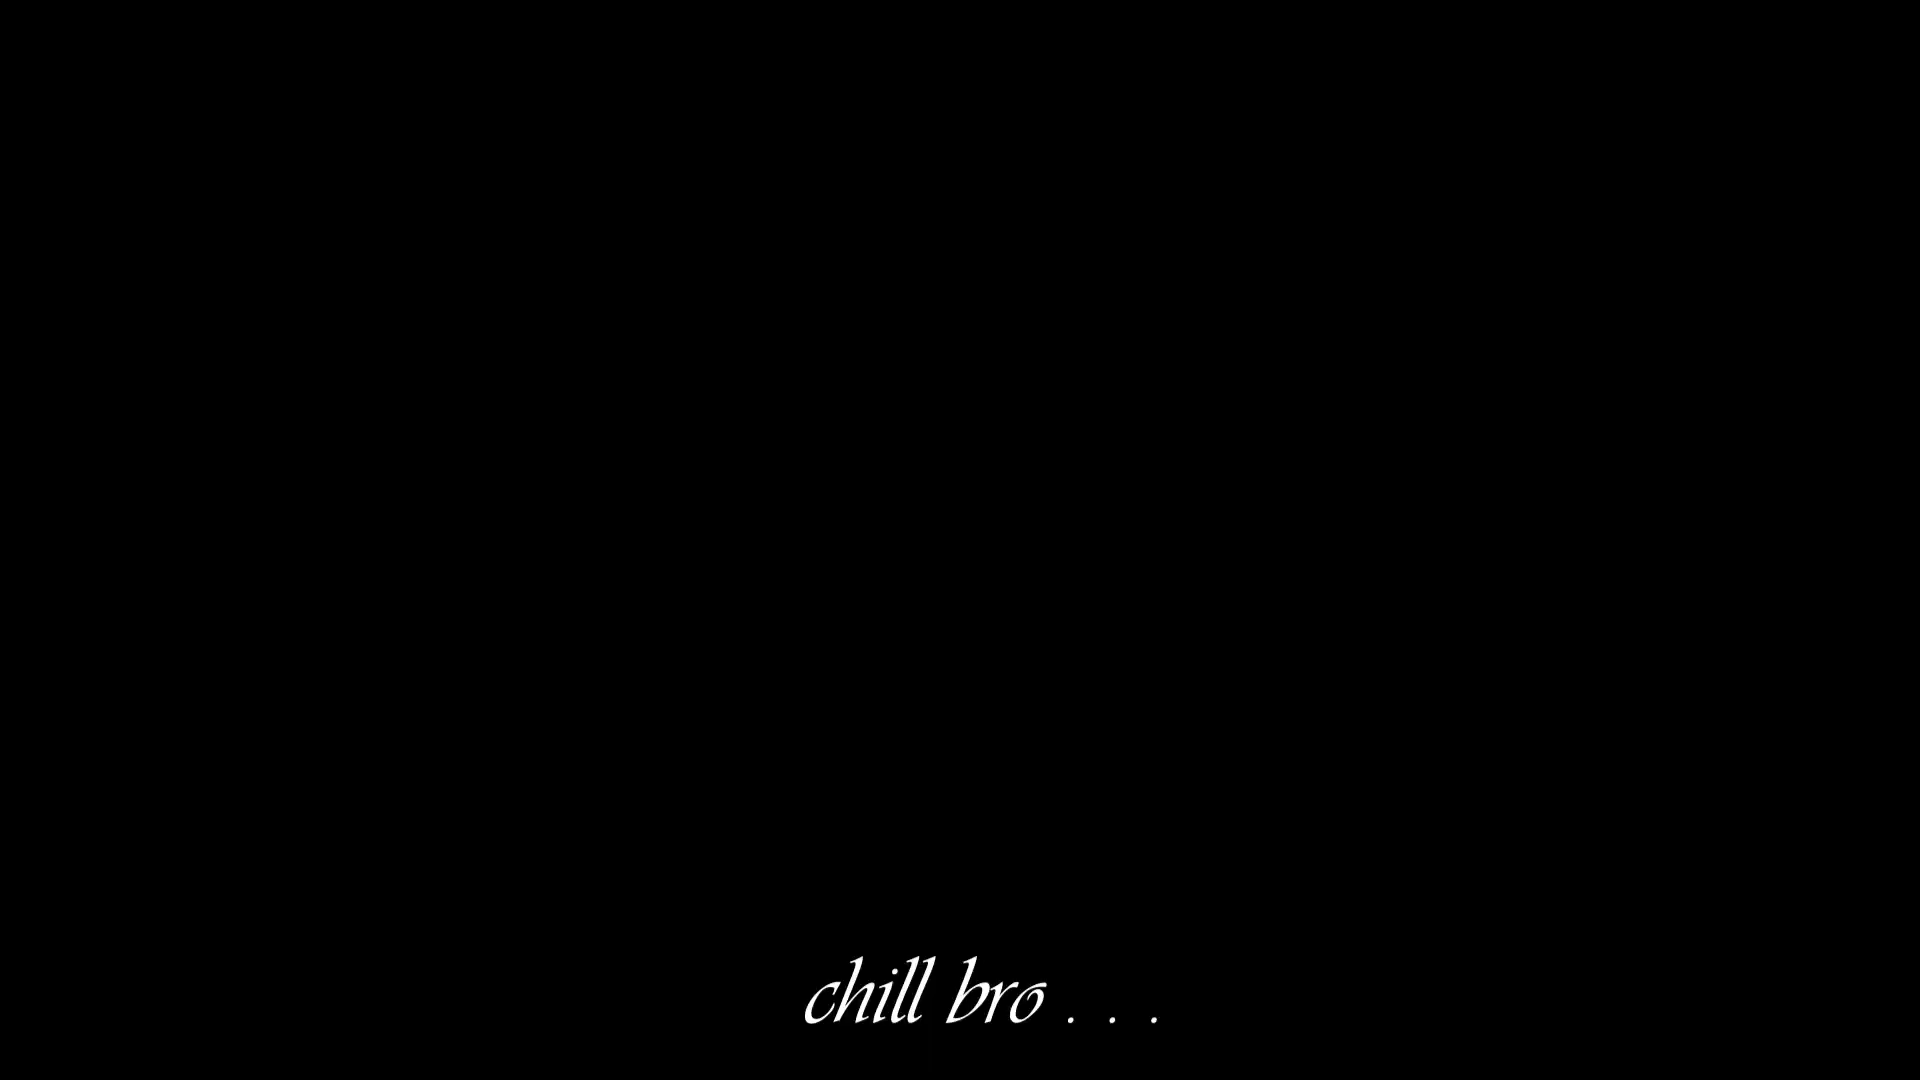 chill bro . . .